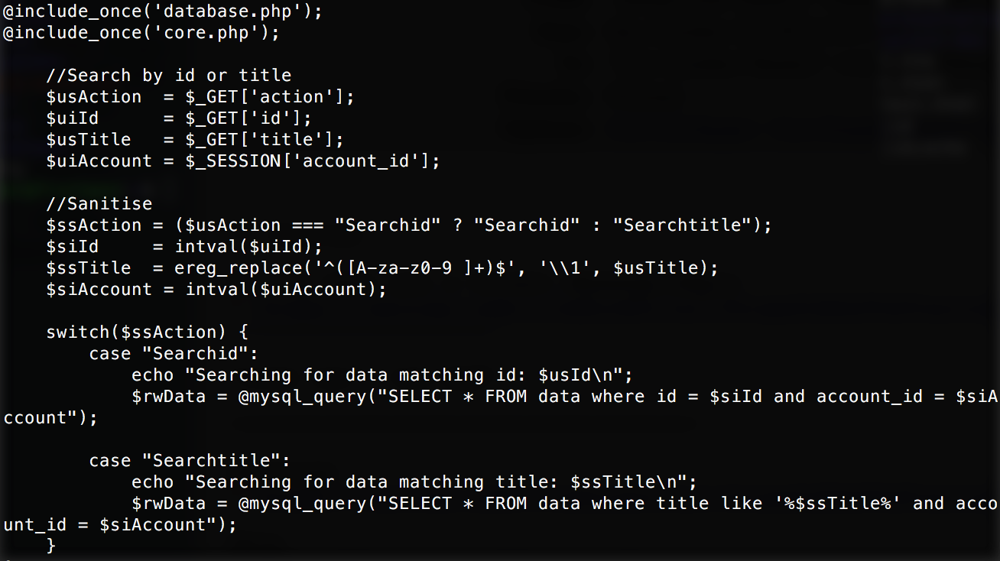 @include_once('database.php');
@include_once('core.php');
//Search by id or title
$usAction  = $_GET['action'];
$uiId      = $_GET['id'];
$usTitle   = $_GET['title'];
$uiAccount = $_SESSION['account_id'];
//Sanitise
$ssAction = ($usAction === "Searchid" ? "Searchid" : "Searchtitle");
$siId     = intval($uiId);
$ssTitle  = ereg_replace('^([A-za-z0-9 ]+)$', '\\1', $usTitle);
$siAccount = intval($uiAccount);
switch($ssAction) {
case "Searchid":
echo "Searching for data matching id: $usId\n";
$rwData = @mysql_query("SELECT * FROM data where id = $siId and account_id = $siA
ccount");
case "Searchtitle":
echo "Searching for data matching title: $ssTitle\n";
$rwData = @mysql_query("SELECT * FROM data where title like '%$ssTitle%' and acco
unt_id = $siAccount");
}